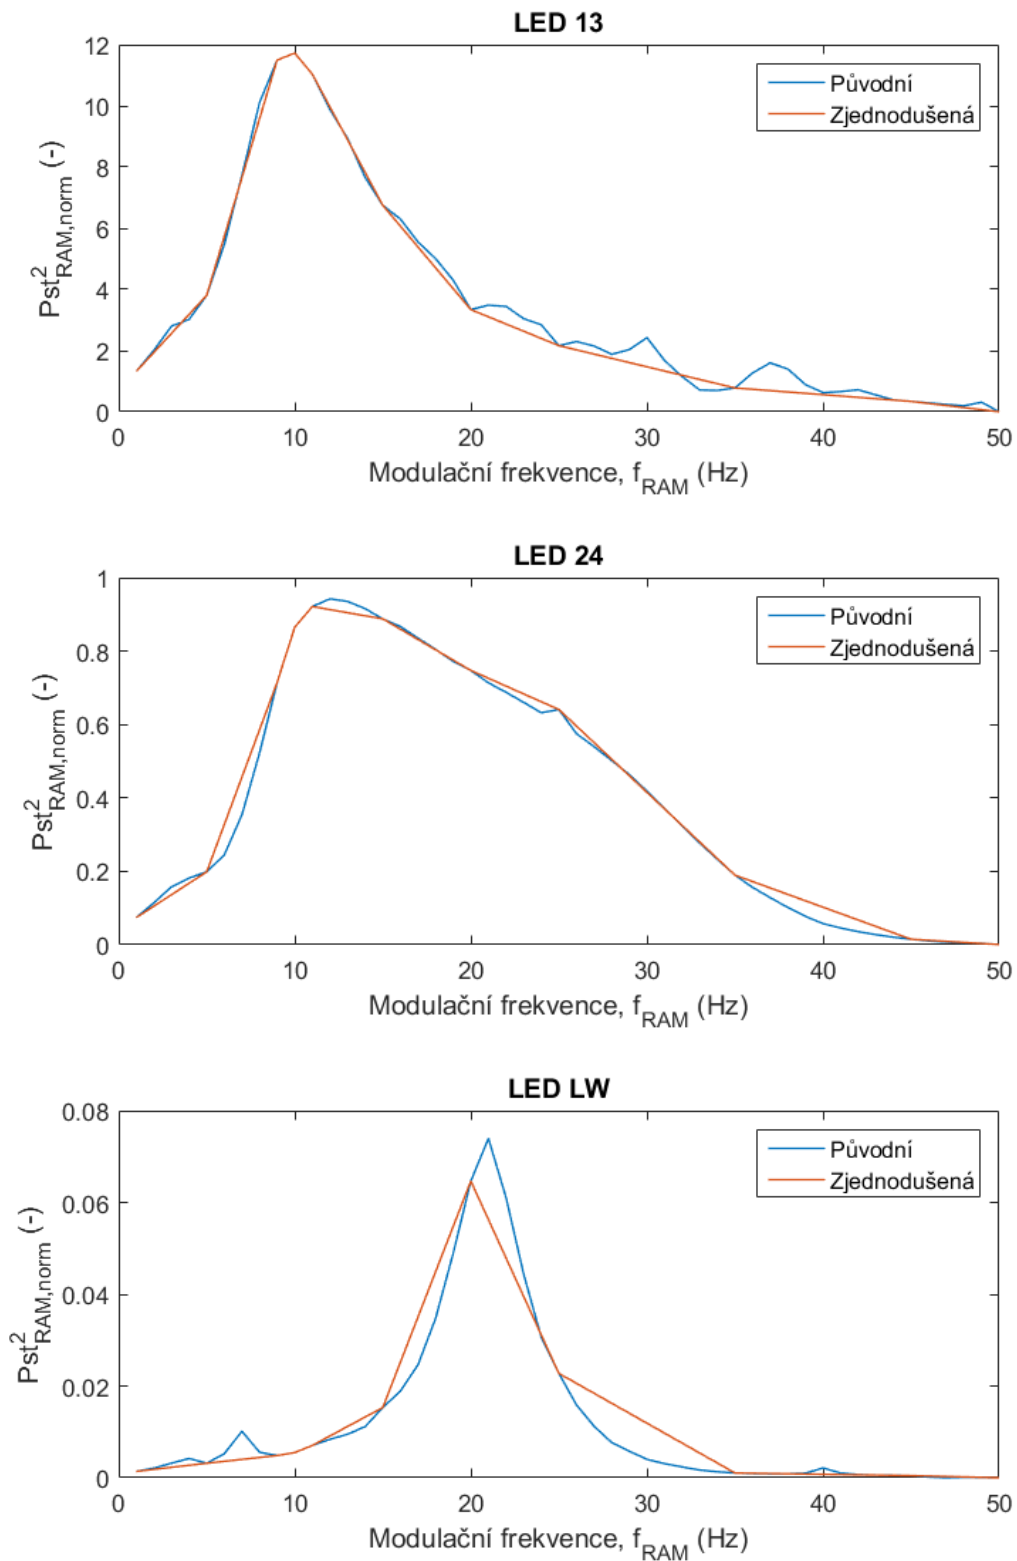 LED 13
12
10
8
6
4
2
0
Pst²RAM,norm (-)
Původní
Zjednodušená
0 10 20 30 40 50
Modulační frekvence, fRAM (Hz)
LED 24
1
0.8
0.6
0.4
0.2
0
Pst²RAM,norm (-)
Původní
Zjednodušená
0 10 20 30 40 50
Modulační frekvence, fRAM (Hz)
LED LW
0.08
0.06
0.04
0.02
0
Pst²RAM,norm (-)
Původní
Zjednodušená
0 10 20 30 40 50
Modulační frekvence, fRAM (Hz)